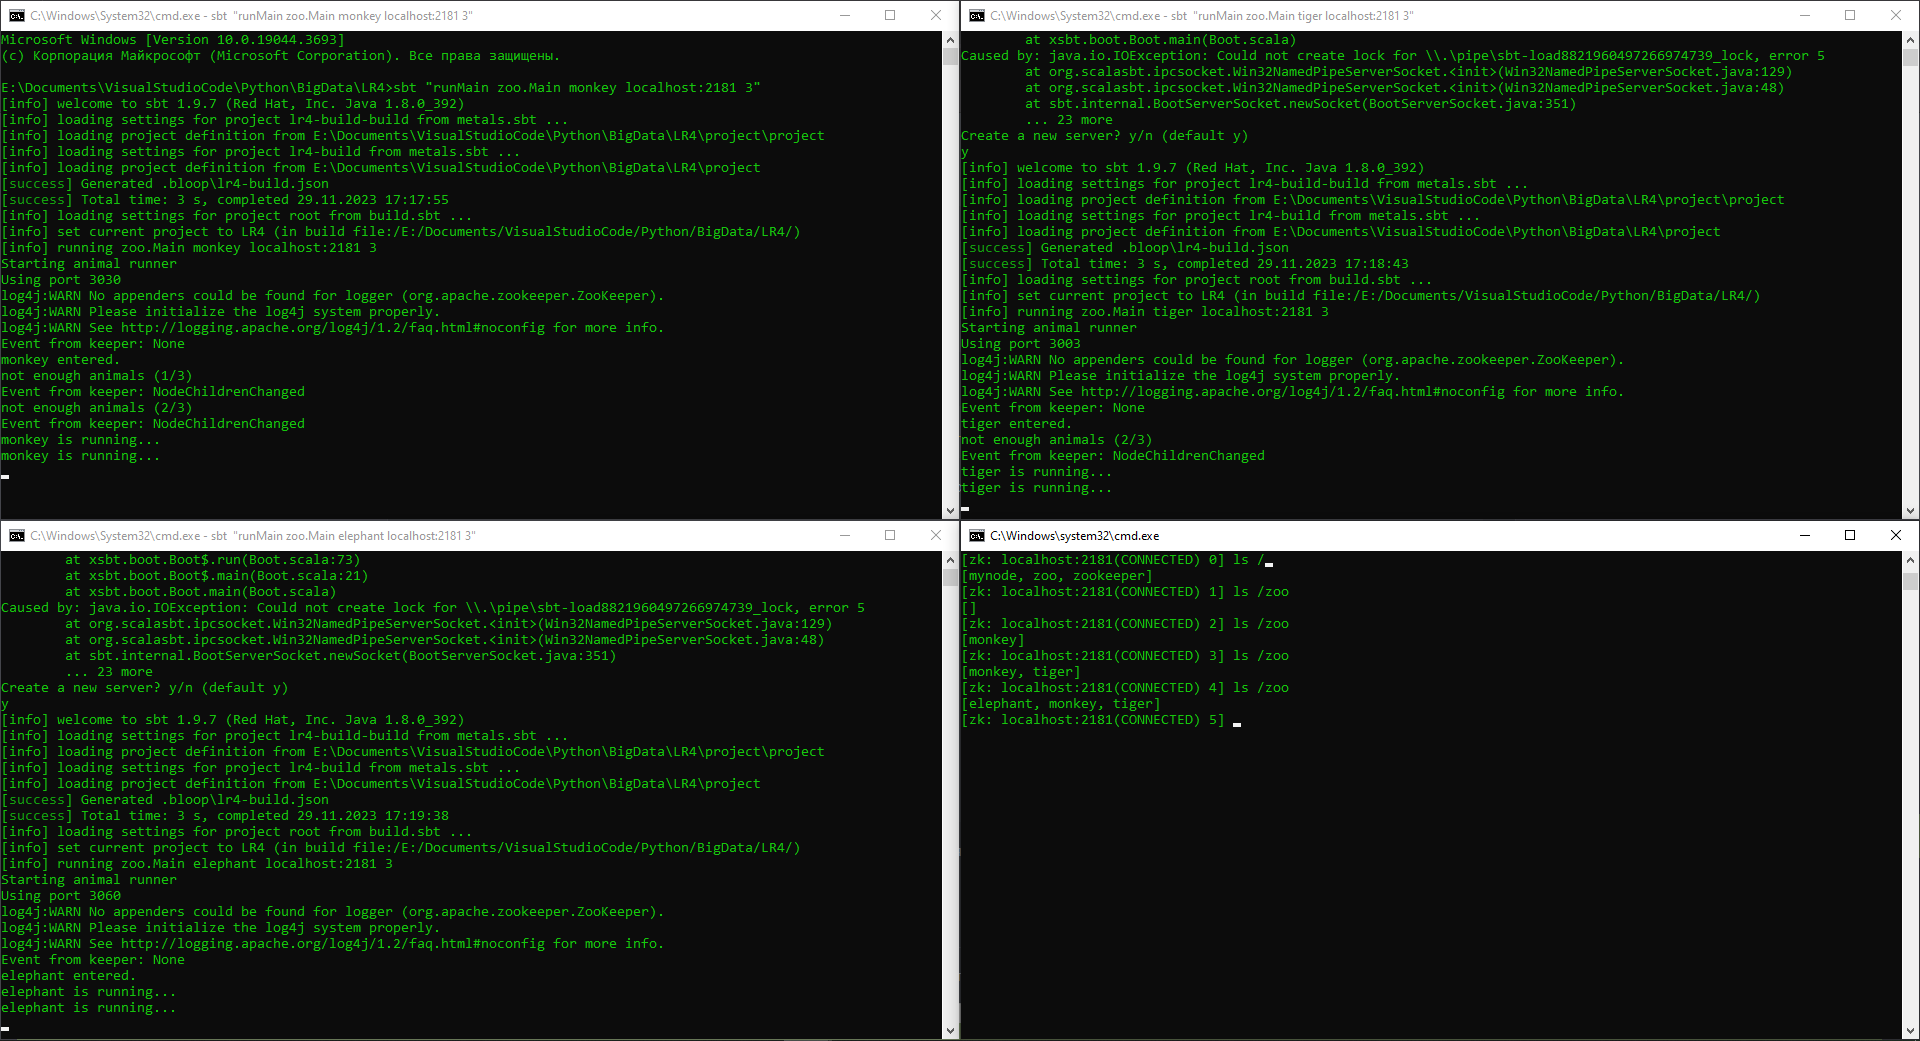 C:\Windows\System32\cmd.exe - sbt  "runMain zoo.Main monkey localhost:2181 3"
Microsoft Windows [Version 10.0.19044.3693]
(c) Корпорация Майкрософт (Microsoft Corporation). Все права защищены.
E:\Documents\VisualStudioCode\Python\BigData\LR4>sbt "runMain zoo.Main monkey localhost:2181 3"
[info] welcome to sbt 1.9.7 (Red Hat, Inc. Java 1.8.0_392)
[info] loading settings for project lr4-build-build from metals.sbt ...
[info] loading project definition from E:\Documents\VisualStudioCode\Python\BigData\LR4\project\project
[info] loading settings for project lr4-build from metals.sbt ...
[info] loading project definition from E:\Documents\VisualStudioCode\Python\BigData\LR4\project
[success] Generated .bloop\lr4-build.json
[success] Total time: 3 s, completed 29.11.2023 17:17:55
[info] loading settings for project root from build.sbt ...
[info] set current project to LR4 (in build file:/E:/Documents/VisualStudioCode/Python/BigData/LR4/)
[info] running zoo.Main monkey localhost:2181 3
Starting animal runner
Using port 3030
log4j:WARN No appenders could be found for logger (org.apache.zookeeper.ZooKeeper).
log4j:WARN Please initialize the log4j system properly.
log4j:WARN See http://logging.apache.org/log4j/1.2/faq.html#noconfig for more info.
Event from keeper: None
monkey entered.
not enough animals (1/3)
Event from keeper: NodeChildrenChanged
not enough animals (2/3)
Event from keeper: NodeChildrenChanged
monkey is running...
monkey is running...
C:\Windows\System32\cmd.exe - sbt  "runMain zoo.Main tiger localhost:2181 3"
at xsbt.boot.Boot.main(Boot.scala)
Caused by: java.io.IOException: Could not create lock for \\.\pipe\sbt-load8821960497266974739_lock, error 5
at org.scalasbt.ipcsocket.Win32NamedPipeServerSocket.<init>(Win32NamedPipeServerSocket.java:129)
at org.scalasbt.ipcsocket.Win32NamedPipeServerSocket.<init>(Win32NamedPipeServerSocket.java:48)
at sbt.internal.BootServerSocket.newSocket(BootServerSocket.java:351)
... 23 more
Create a new server? y/n (default y)
y
[info] welcome to sbt 1.9.7 (Red Hat, Inc. Java 1.8.0_392)
[info] loading settings for project lr4-build-build from metals.sbt ...
[info] loading project definition from E:\Documents\VisualStudioCode\Python\BigData\LR4\project\project
[info] loading settings for project lr4-build from metals.sbt ...
[info] loading project definition from E:\Documents\VisualStudioCode\Python\BigData\LR4\project
[success] Generated .bloop\lr4-build.json
[success] Total time: 3 s, completed 29.11.2023 17:18:43
[info] loading settings for project root from build.sbt ...
[info] set current project to LR4 (in build file:/E:/Documents/VisualStudioCode/Python/BigData/LR4/)
[info] running zoo.Main tiger localhost:2181 3
Starting animal runner
Using port 3003
log4j:WARN No appenders could be found for logger (org.apache.zookeeper.ZooKeeper).
log4j:WARN Please initialize the log4j system properly.
log4j:WARN See http://logging.apache.org/log4j/1.2/faq.html#noconfig for more info.
Event from keeper: None
tiger entered.
not enough animals (2/3)
Event from keeper: NodeChildrenChanged
tiger is running...
tiger is running...
C:\Windows\System32\cmd.exe - sbt  "runMain zoo.Main elephant localhost:2181 3"
at xsbt.boot.Boot$.run(Boot.scala:73)
at xsbt.boot.Boot$.main(Boot.scala:21)
at xsbt.boot.Boot.main(Boot.scala)
Caused by: java.io.IOException: Could not create lock for \\.\pipe\sbt-load8821960497266974739_lock, error 5
at org.scalasbt.ipcsocket.Win32NamedPipeServerSocket.<init>(Win32NamedPipeServerSocket.java:129)
at org.scalasbt.ipcsocket.Win32NamedPipeServerSocket.<init>(Win32NamedPipeServerSocket.java:48)
at sbt.internal.BootServerSocket.newSocket(BootServerSocket.java:351)
... 23 more
Create a new server? y/n (default y)
y
[info] welcome to sbt 1.9.7 (Red Hat, Inc. Java 1.8.0_392)
[info] loading settings for project lr4-build-build from metals.sbt ...
[info] loading project definition from E:\Documents\VisualStudioCode\Python\BigData\LR4\project\project
[info] loading settings for project lr4-build from metals.sbt ...
[info] loading project definition from E:\Documents\VisualStudioCode\Python\BigData\LR4\project
[success] Generated .bloop\lr4-build.json
[success] Total time: 3 s, completed 29.11.2023 17:19:38
[info] loading settings for project root from build.sbt ...
[info] set current project to LR4 (in build file:/E:/Documents/VisualStudioCode/Python/BigData/LR4/)
[info] running zoo.Main elephant localhost:2181 3
Starting animal runner
Using port 3060
log4j:WARN No appenders could be found for logger (org.apache.zookeeper.ZooKeeper).
log4j:WARN Please initialize the log4j system properly.
log4j:WARN See http://logging.apache.org/log4j/1.2/faq.html#noconfig for more info.
Event from keeper: None
elephant entered.
elephant is running...
elephant is running...
C:\Windows\system32\cmd.exe
[zk: localhost:2181(CONNECTED) 0] ls /
[mynode, zoo, zookeeper]
[zk: localhost:2181(CONNECTED) 1] ls /zoo
[]
[zk: localhost:2181(CONNECTED) 2] ls /zoo
[monkey]
[zk: localhost:2181(CONNECTED) 3] ls /zoo
[monkey, tiger]
[zk: localhost:2181(CONNECTED) 4] ls /zoo
[elephant, monkey, tiger]
[zk: localhost:2181(CONNECTED) 5]